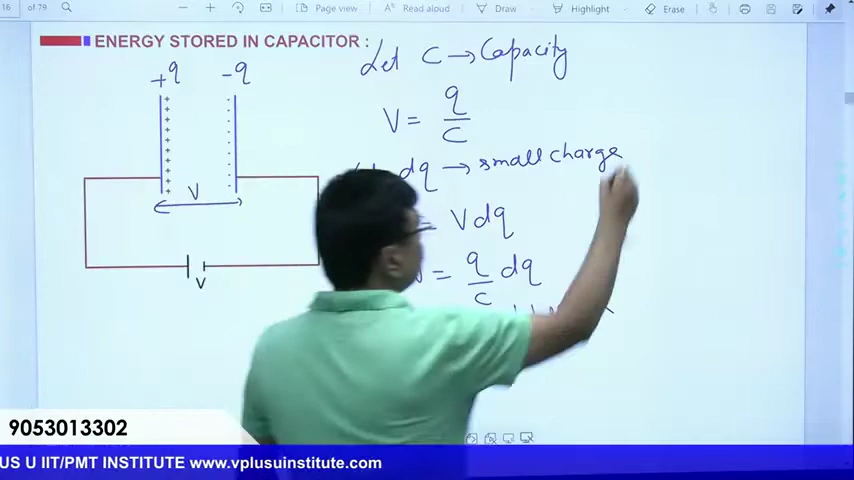 16 of 79
Page view
Read aloud
Draw
Highlight
Erase
ENERGY STORED IN CAPACITOR :
+q -q
V
V
Let C → Capacity
V = q/C
dq → small charge
= Vdq
= q/C dq
9053013302
US U IIT/PMT INSTITUTE www.vplusuinstitute.com